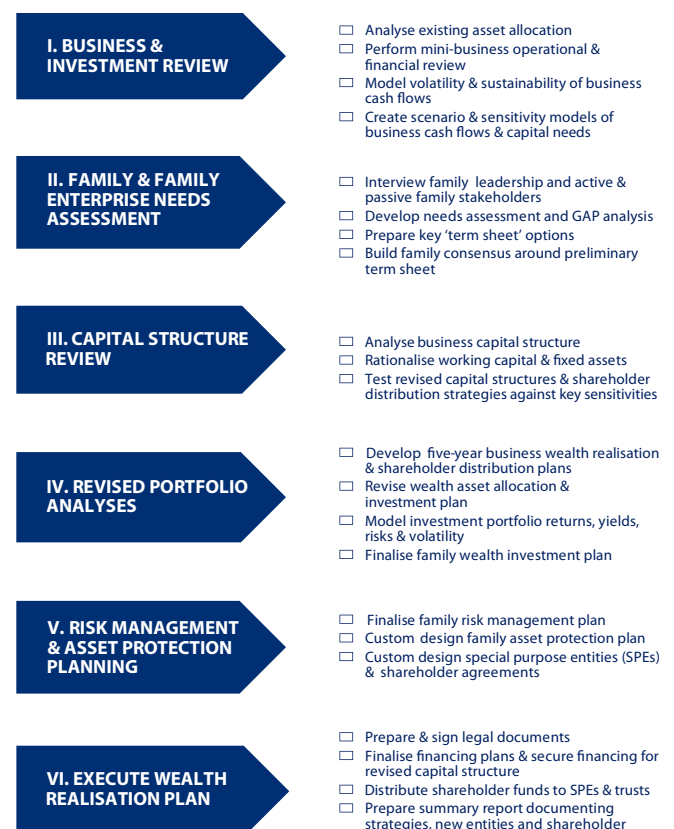 I. BUSINESS &
INVESTMENT REVIEW
Analyse existing asset allocation
Perform mini-business operational &
financial review
Model volatility & sustainability of business
cash flows
Create scenario & sensitivity models of
business cash flows & capital needs
II. FAMILY & FAMILY
ENTERPRISE NEEDS
ASSESSMENT
Interview family leadership and active &
passive family stakeholders
Develop needs assessment and GAP analysis
Prepare key ‘term sheet’ options
Build family consensus around preliminary
term sheet
III. CAPITAL STRUCTURE
REVIEW
Analyse business capital structure
Rationalise working capital & fixed assets
Test revised capital structures & shareholder
distribution strategies against key sensitivities
IV. REVISED PORTFOLIO
ANALYSES
Develop five-year business wealth realisation
& shareholder distribution plans
Revise wealth asset allocation &
investment plan
Model investment portfolio returns, yields,
risks & volatility
Finalise family wealth investment plan
V. RISK MANAGEMENT
& ASSET PROTECTION
PLANNING
Finalise family risk management plan
Custom design family asset protection plan
Custom design special purpose entities (SPEs)
& shareholder agreements
VI. EXECUTE WEALTH
REALISATION PLAN
Prepare & sign legal documents
Finalise financing plans & secure financing for
revised capital structure
Distribute shareholder funds to SPEs & trusts
Prepare summary report documenting
strategies, new entities and shareholder